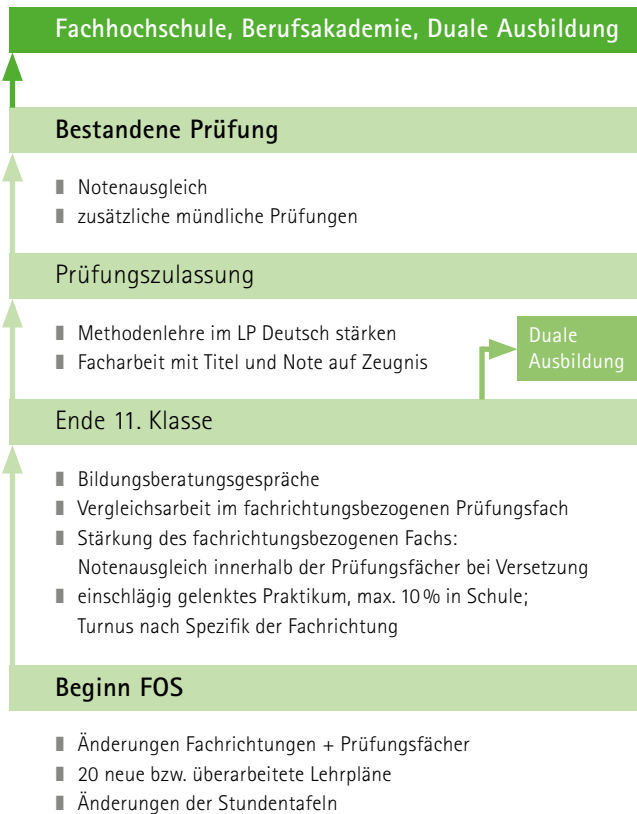 Fachhochschule, Berufsakademie, Duale Ausbildung
Bestandene Prüfung
Notenausgleich
zusätzliche mündliche Prüfungen
Prüfungszulassung
Methodenlehre im LP Deutsch stärken
Facharbeit mit Titel und Note auf Zeugnis
Duale
Ausbildung
Ende 11. Klasse
Bildungsberatungsgespräche
Vergleichsarbeit im fachrichtungsbezogenen Prüfungsfach
Stärkung des fachrichtungsbezogenen Fachs:
Notenausgleich innerhalb der Prüfungsfächer bei Versetzung
einschlägig gelenktes Praktikum, max. 10 % in Schule;
Turnus nach Spezifik der Fachrichtung
Beginn FOS
Änderungen Fachrichtungen + Prüfungsfächer
20 neue bzw. überarbeitete Lehrpläne
Änderungen der Stundentafeln